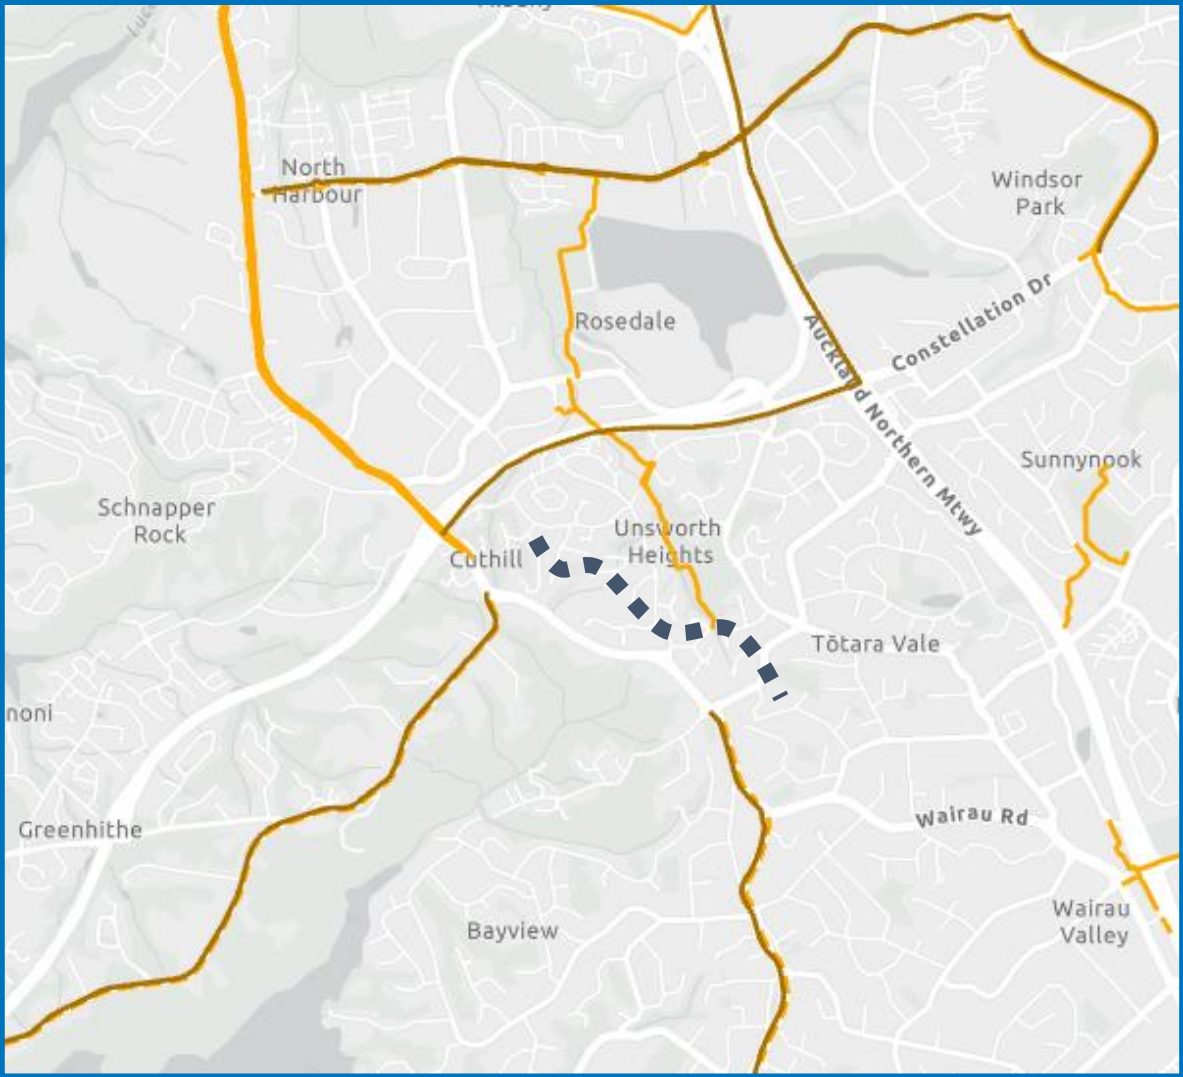 North
Harbour
Windsor
Park
Rosedale
Constellation Dr
Auckland Northern Mtwy
Sunnynook
Schnapper
Rock
Unsworth
Heights
Cuthill
Tōtara Vale
noni
Greenhithe
Wairau Rd
Bayview
Wairau
Valley